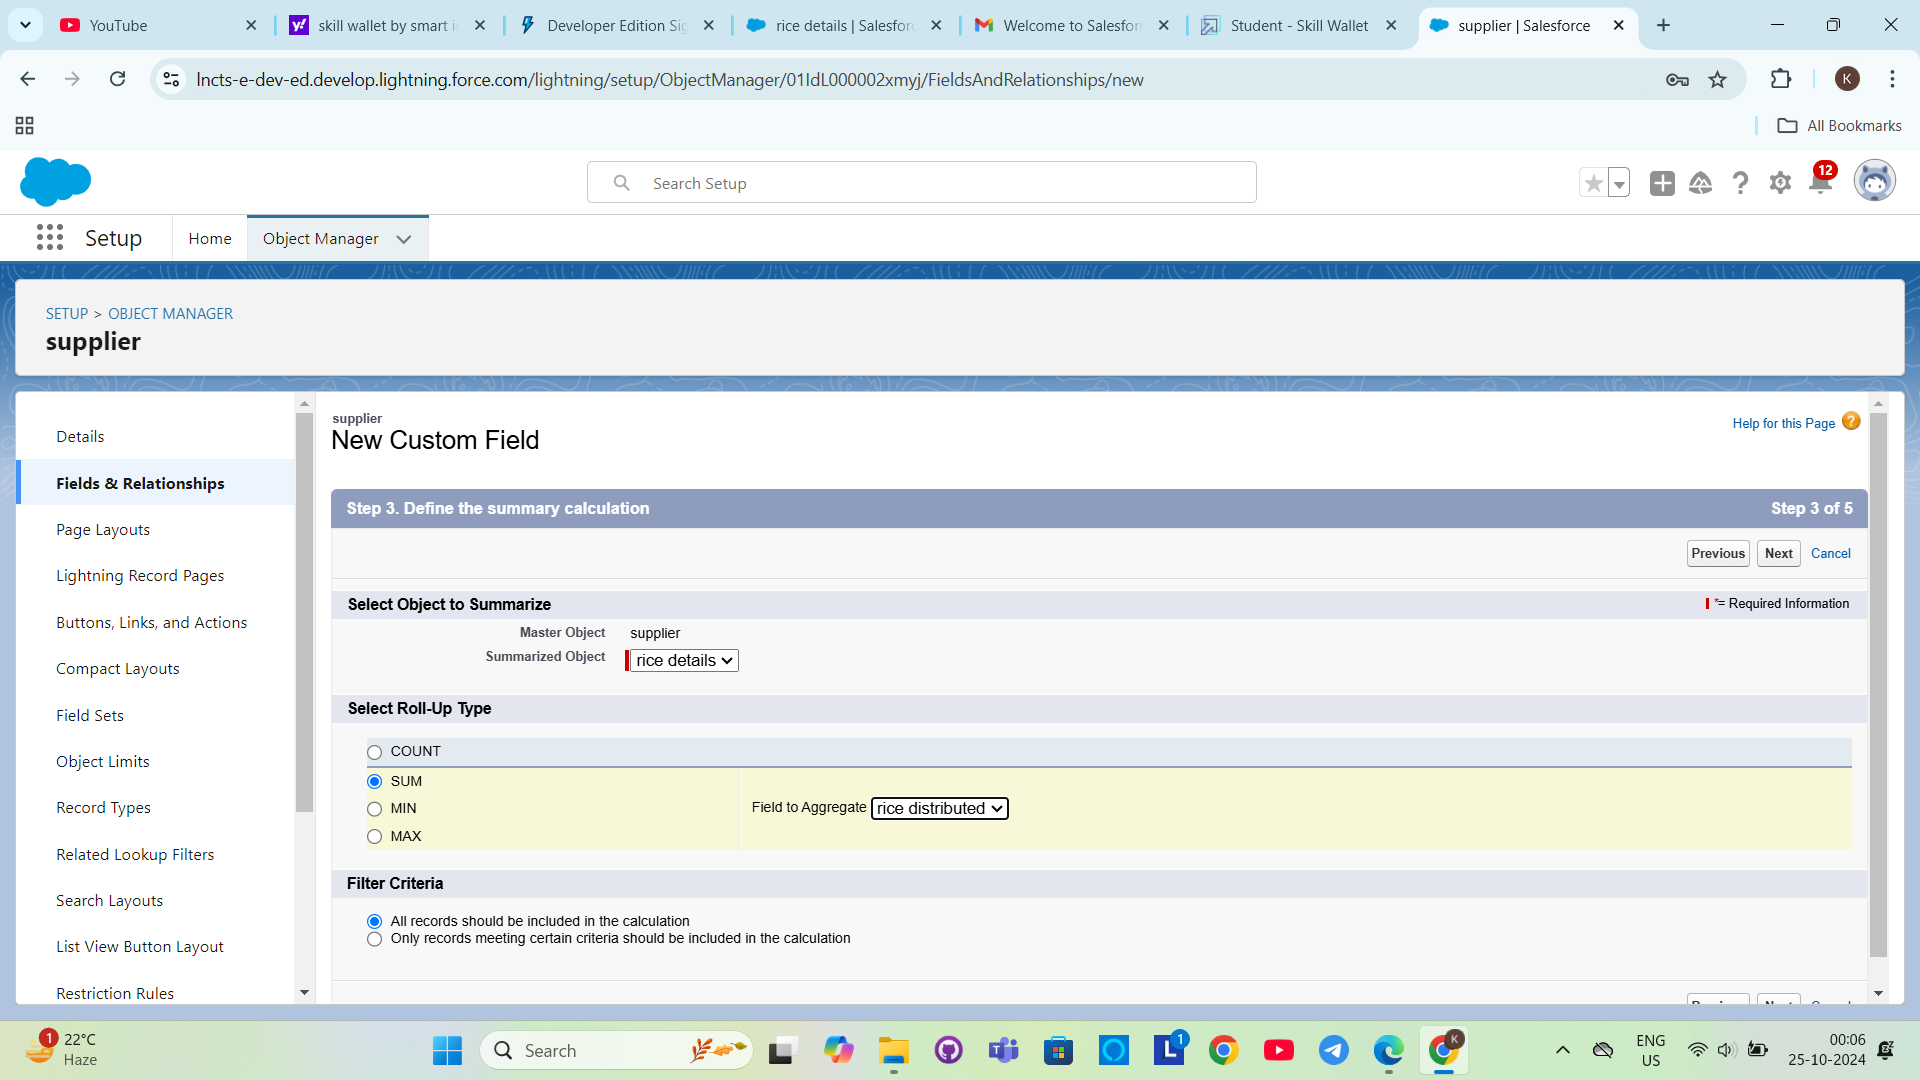 YouTube
skill wallet by smart in
Developer Edition Sig
rice details | Salesforc
Welcome to Salesfor
Student - Skill Wallet
supplier | Salesforce
lncts-e-dev-ed.develop.lightning.force.com/lightning/setup/ObjectManager/01IdL000002xmyj/FieldsAndRelationships/new
K
All Bookmarks
Search Setup
12
Setup
Home
Object Manager
SETUP > OBJECT MANAGER
supplier
Details
Fields & Relationships
Page Layouts
Lightning Record Pages
Buttons, Links, and Actions
Compact Layouts
Field Sets
Object Limits
Record Types
Related Lookup Filters
Search Layouts
List View Button Layout
Restriction Rules
supplier
New Custom Field
Help for this Page ?
Step 3. Define the summary calculation
Step 3 of 5
Previous Next Cancel
Select Object to Summarize
*= Required Information
Master Object supplier
Summarized Object rice details
Select Roll-Up Type
COUNT
SUM
MIN
MAX
Field to Aggregate rice distributed
Filter Criteria
All records should be included in the calculation
Only records meeting certain criteria should be included in the calculation
1
22°C
Haze
Search
L
1
K
ENG
US
00:06
25-10-2024